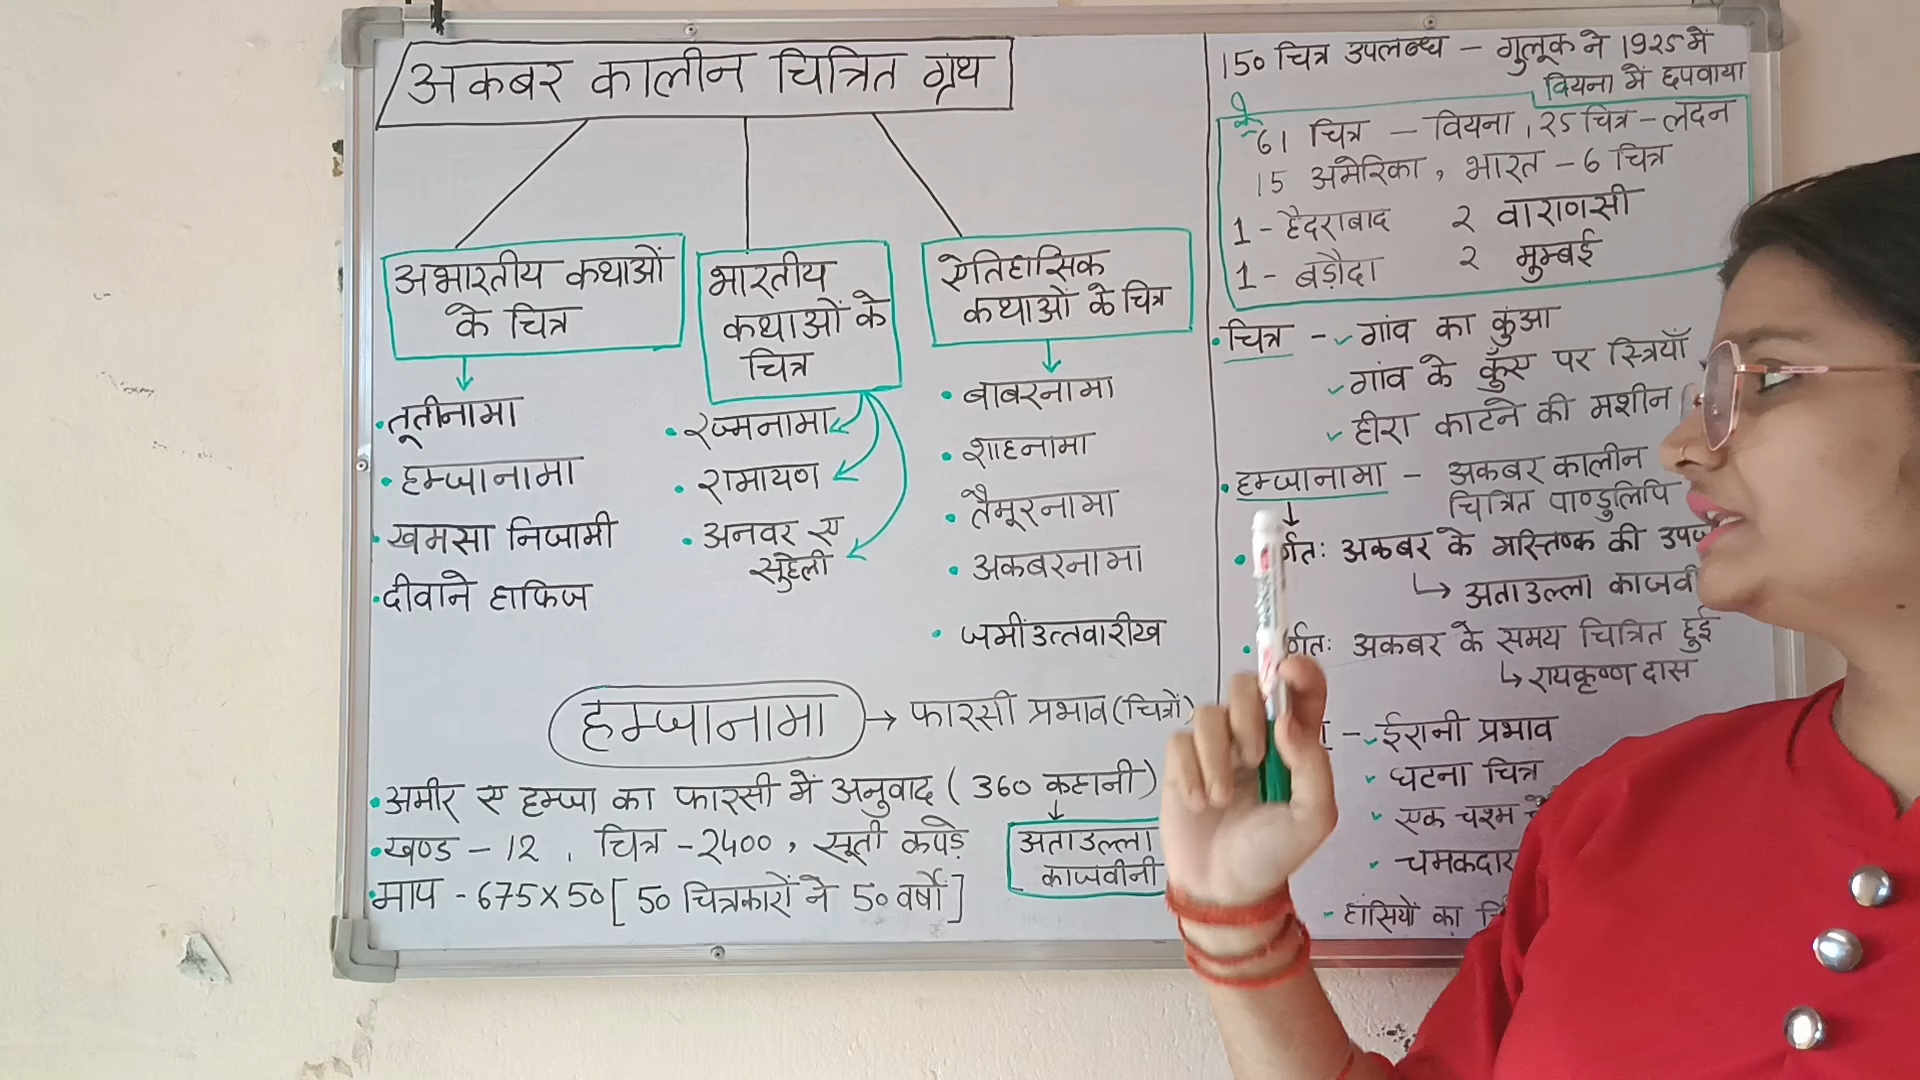 अकबर कालीन चित्रित ग्रंथ
अभारतीय कथाओं
के चित्र
तूतीनामा
हम्जानामा
खमसा निजामी
दीवाने हाफिज
भारतीय
कथाओं के
चित्र
रज्मनामा
रामायण
अनवर ए
सुहेली
ऐतिहासिक
कथाओं के चित्र
बाबरनामा
शाहनामा
तैमूरनामा
अकबरनामा
जमीउत्तवारीख
हम्जानामा → फारसी प्रभाव (चित्रों)
अमीर ए हम्जा का फारसी में अनुवाद ( 360 कहानी)
खण्ड - 12 , चित्र - 2400 , सूती कपड़े
माप - 675 x 50 [ 50 चित्रकारों ने 50 वर्षों ]
अताउल्ला
काजवीनी
150 चित्र उपलब्ध – गुलूक ने 1925 में
वियना में छपवाया
61 चित्र – वियना , 25 चित्र – लंदन
15 अमेरिका , भारत – 6 चित्र
1 - हैदराबाद 2 वाराणसी
1 - बड़ौदा 2 मुम्बई
चित्र - ✓ गांव का कुंआ
✓ गांव के कुँए पर स्त्रियाँ
✓ हीरा काटने की मशीन
हम्जानामा - अकबर कालीन
चित्रित पाण्डुलिपि
र्णतः अकबर के मस्तिष्क की उपज
↳ अताउल्ला काजवी
र्णतः अकबर के समय चित्रित हुई
↳ रायकृष्ण दास
- ✓ ईरानी प्रभाव
✓ घटना चित्र
✓ एक चश्म
✓ चमकदार
- हांसियों का